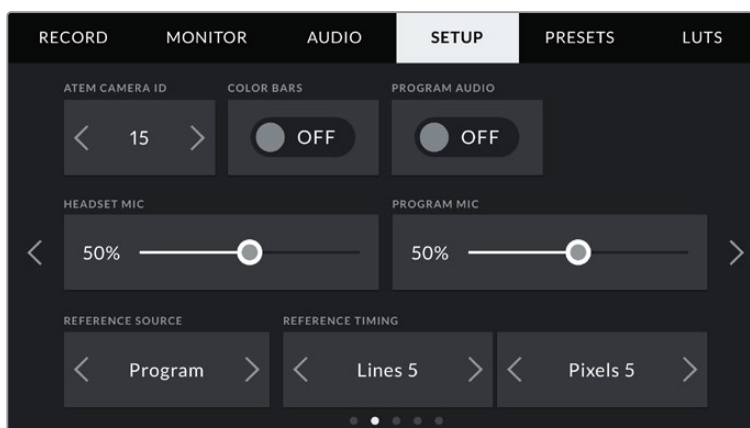 RECORD MONITOR AUDIO SETUP PRESETS LUTS
ATEM CAMERA ID COLOR BARS PROGRAM AUDIO
15 OFF OFF
HEADSET MIC PROGRAM MIC
50% 50%
REFERENCE SOURCE REFERENCE TIMING
Program Lines 5 Pixels 5